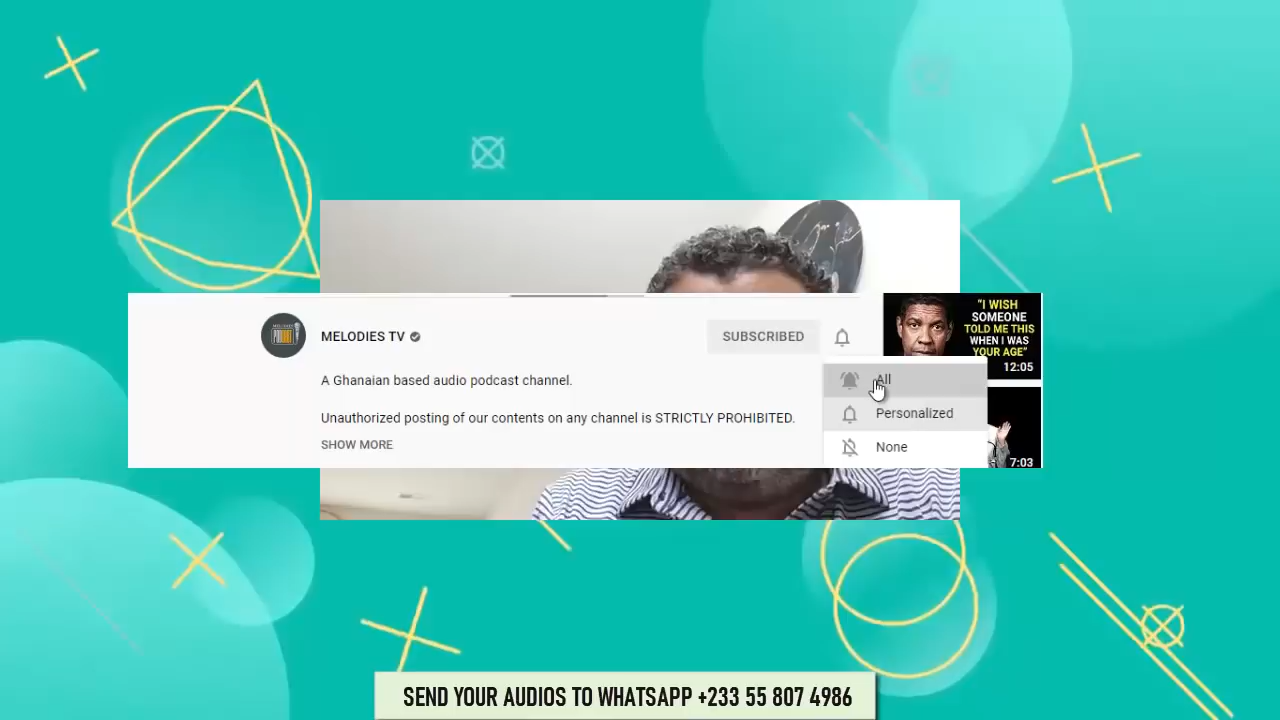 MELODIES TV
SUBSCRIBED
A Ghanaian based audio podcast channel.
Unauthorized posting of our contents on any channel is STRICTLY PROHIBITED.
SHOW MORE
All
Personalized
None
"I WISH
SOMEONE
TOLD ME THIS
WHEN I WAS
YOUR AGE"
12:05
7:03
SEND YOUR AUDIOS TO WHATSAPP +233 55 807 4986